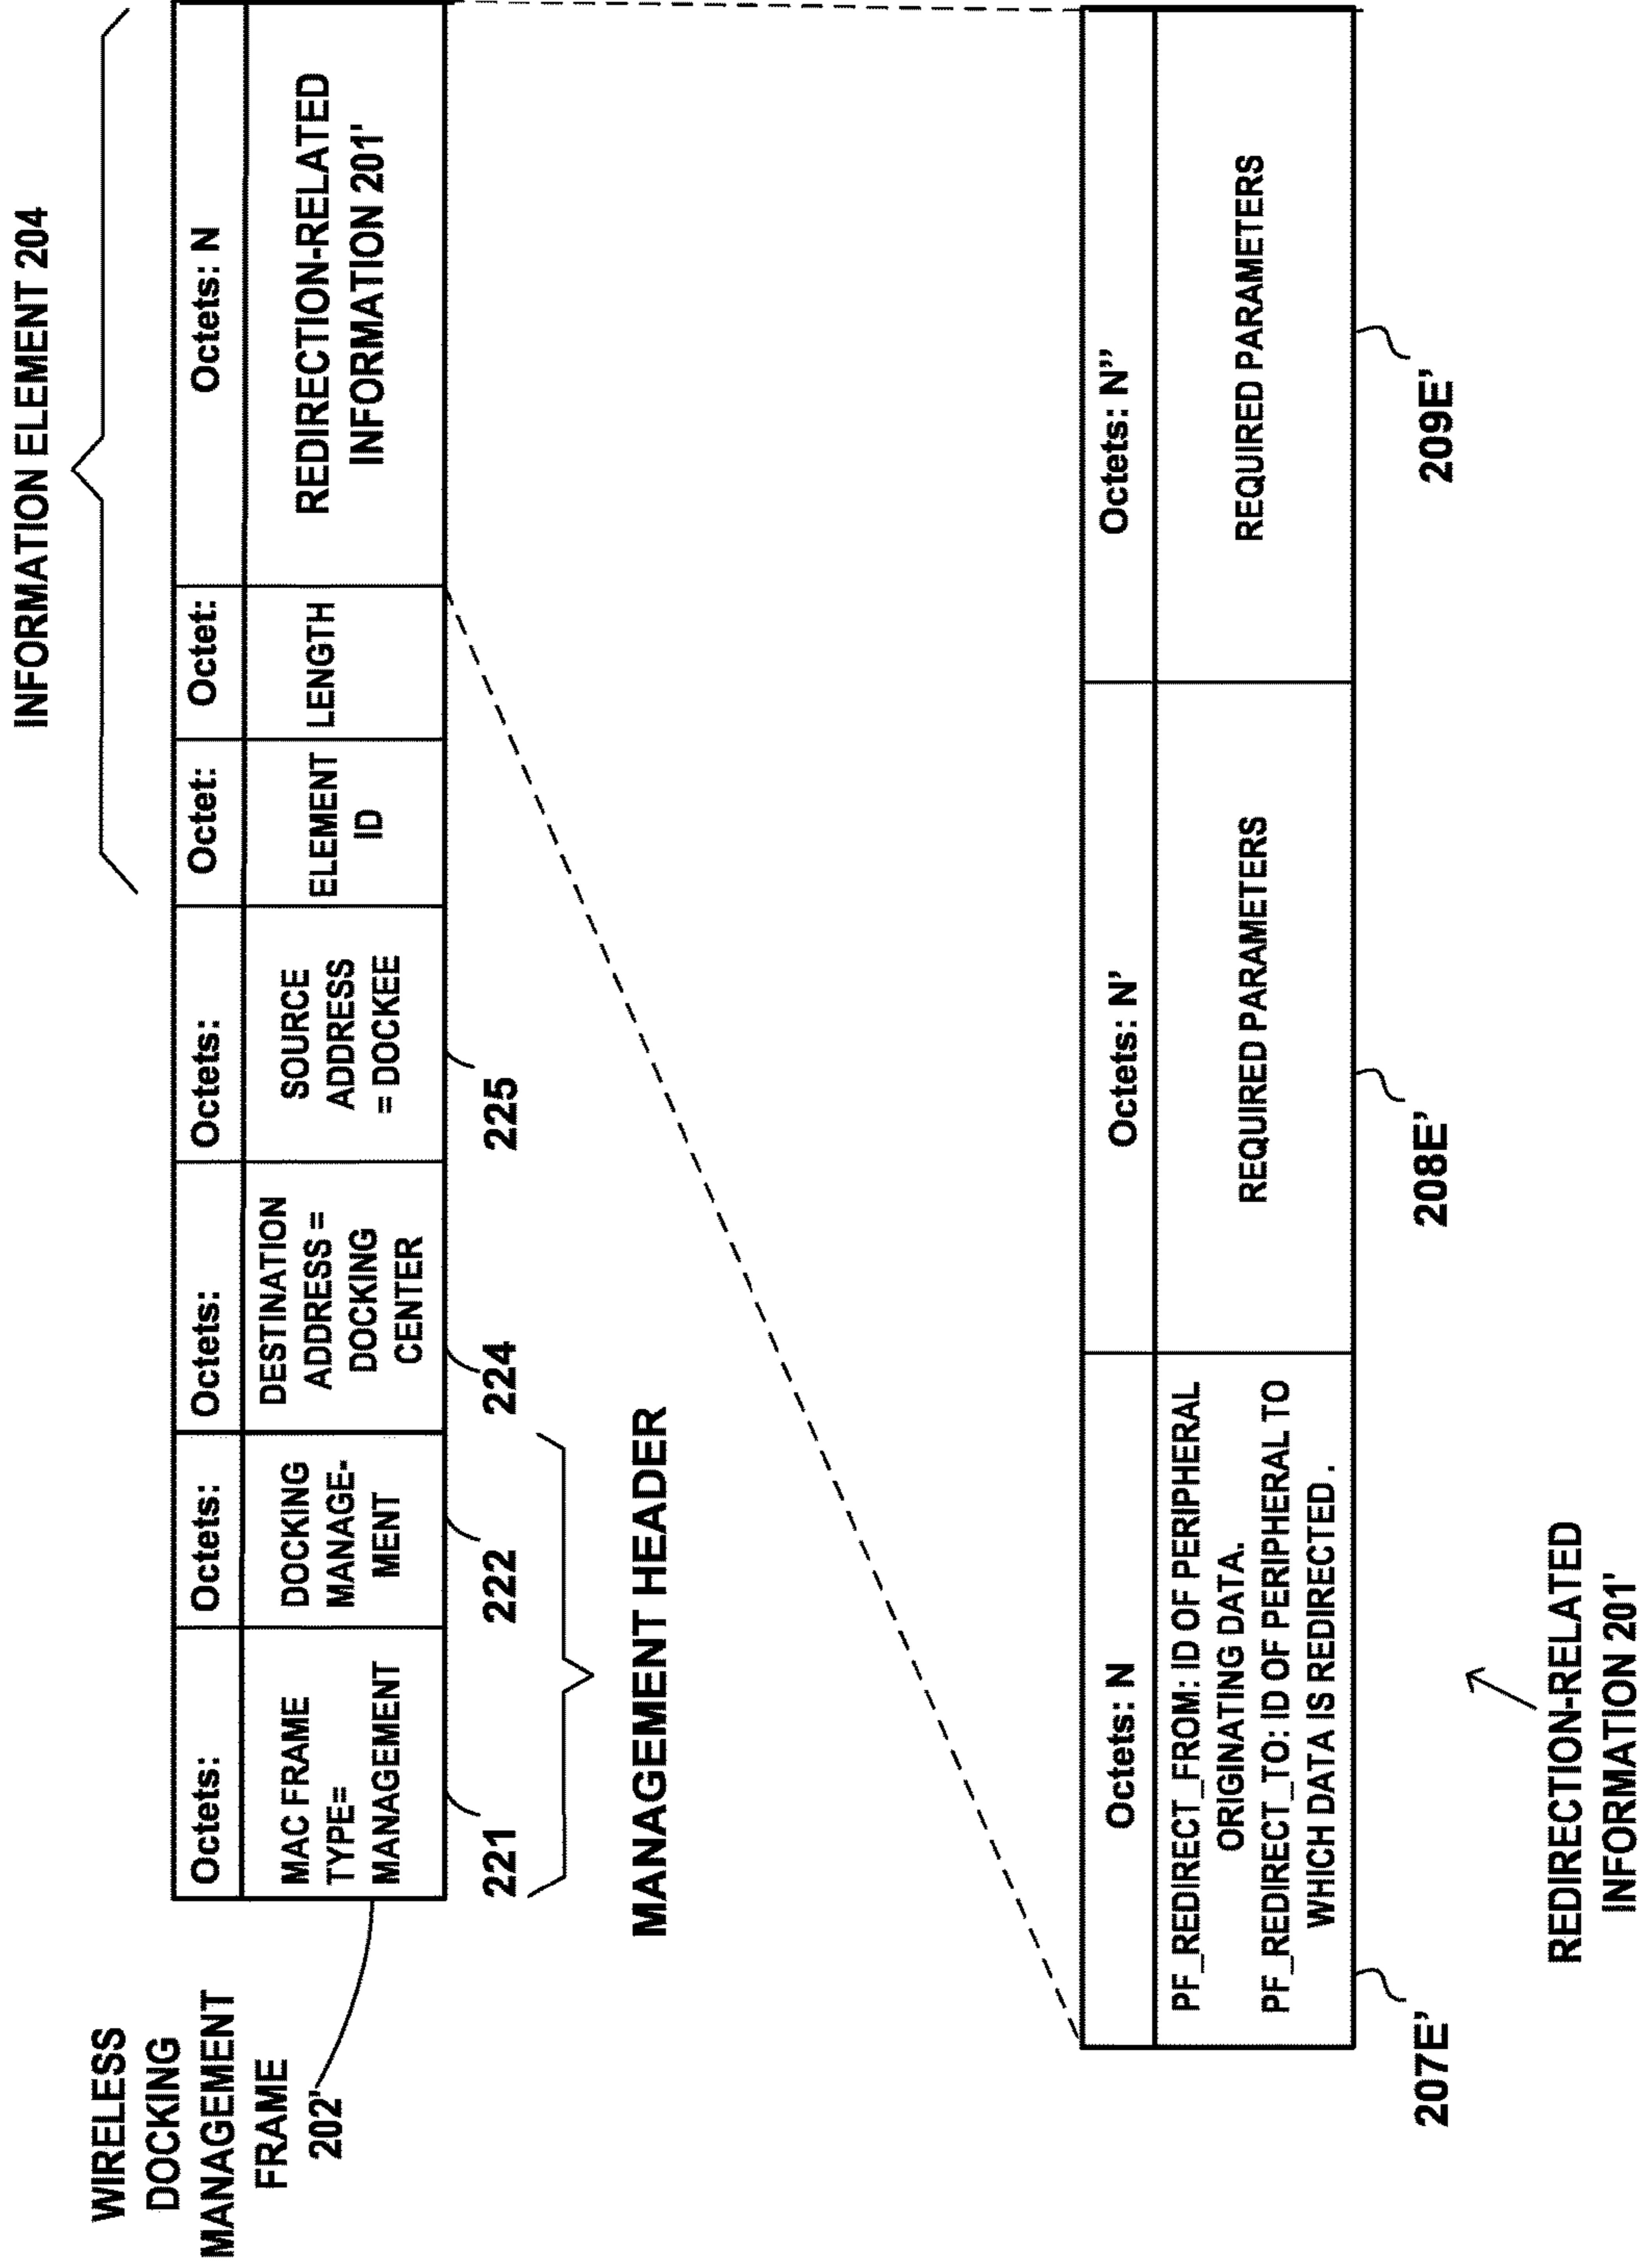 INFORMATION ELEMENT 204
WIRELESS
DOCKING
MANAGEMENT
FRAME
202'
Octets:
MAC FRAME
TYPE=
MANAGEMENT
221
Octets:
DOCKING
MANAGE-
MENT
222
Octets:
DESTINATION
ADDRESS =
DOCKING
CENTER
224
Octets:
SOURCE
ADDRESS
= DOCKEE
225
Octet:
ELEMENT
ID
Octet:
LENGTH
Octets: N
REDIRECTION-RELATED
INFORMATION 201'
MANAGEMENT HEADER
Octets: N
PF_REDIRECT_FROM: ID OF PERIPHERAL
ORIGINATING DATA.
PF_REDIRECT_TO: ID OF PERIPHERAL TO
WHICH DATA IS REDIRECTED .
207E’
Octets: N’
REQUIRED PARAMETERS
208E’
Octets: N’’
REQUIRED PARAMETERS
209E’
REDIRECTION-RELATED
INFORMATION 201'